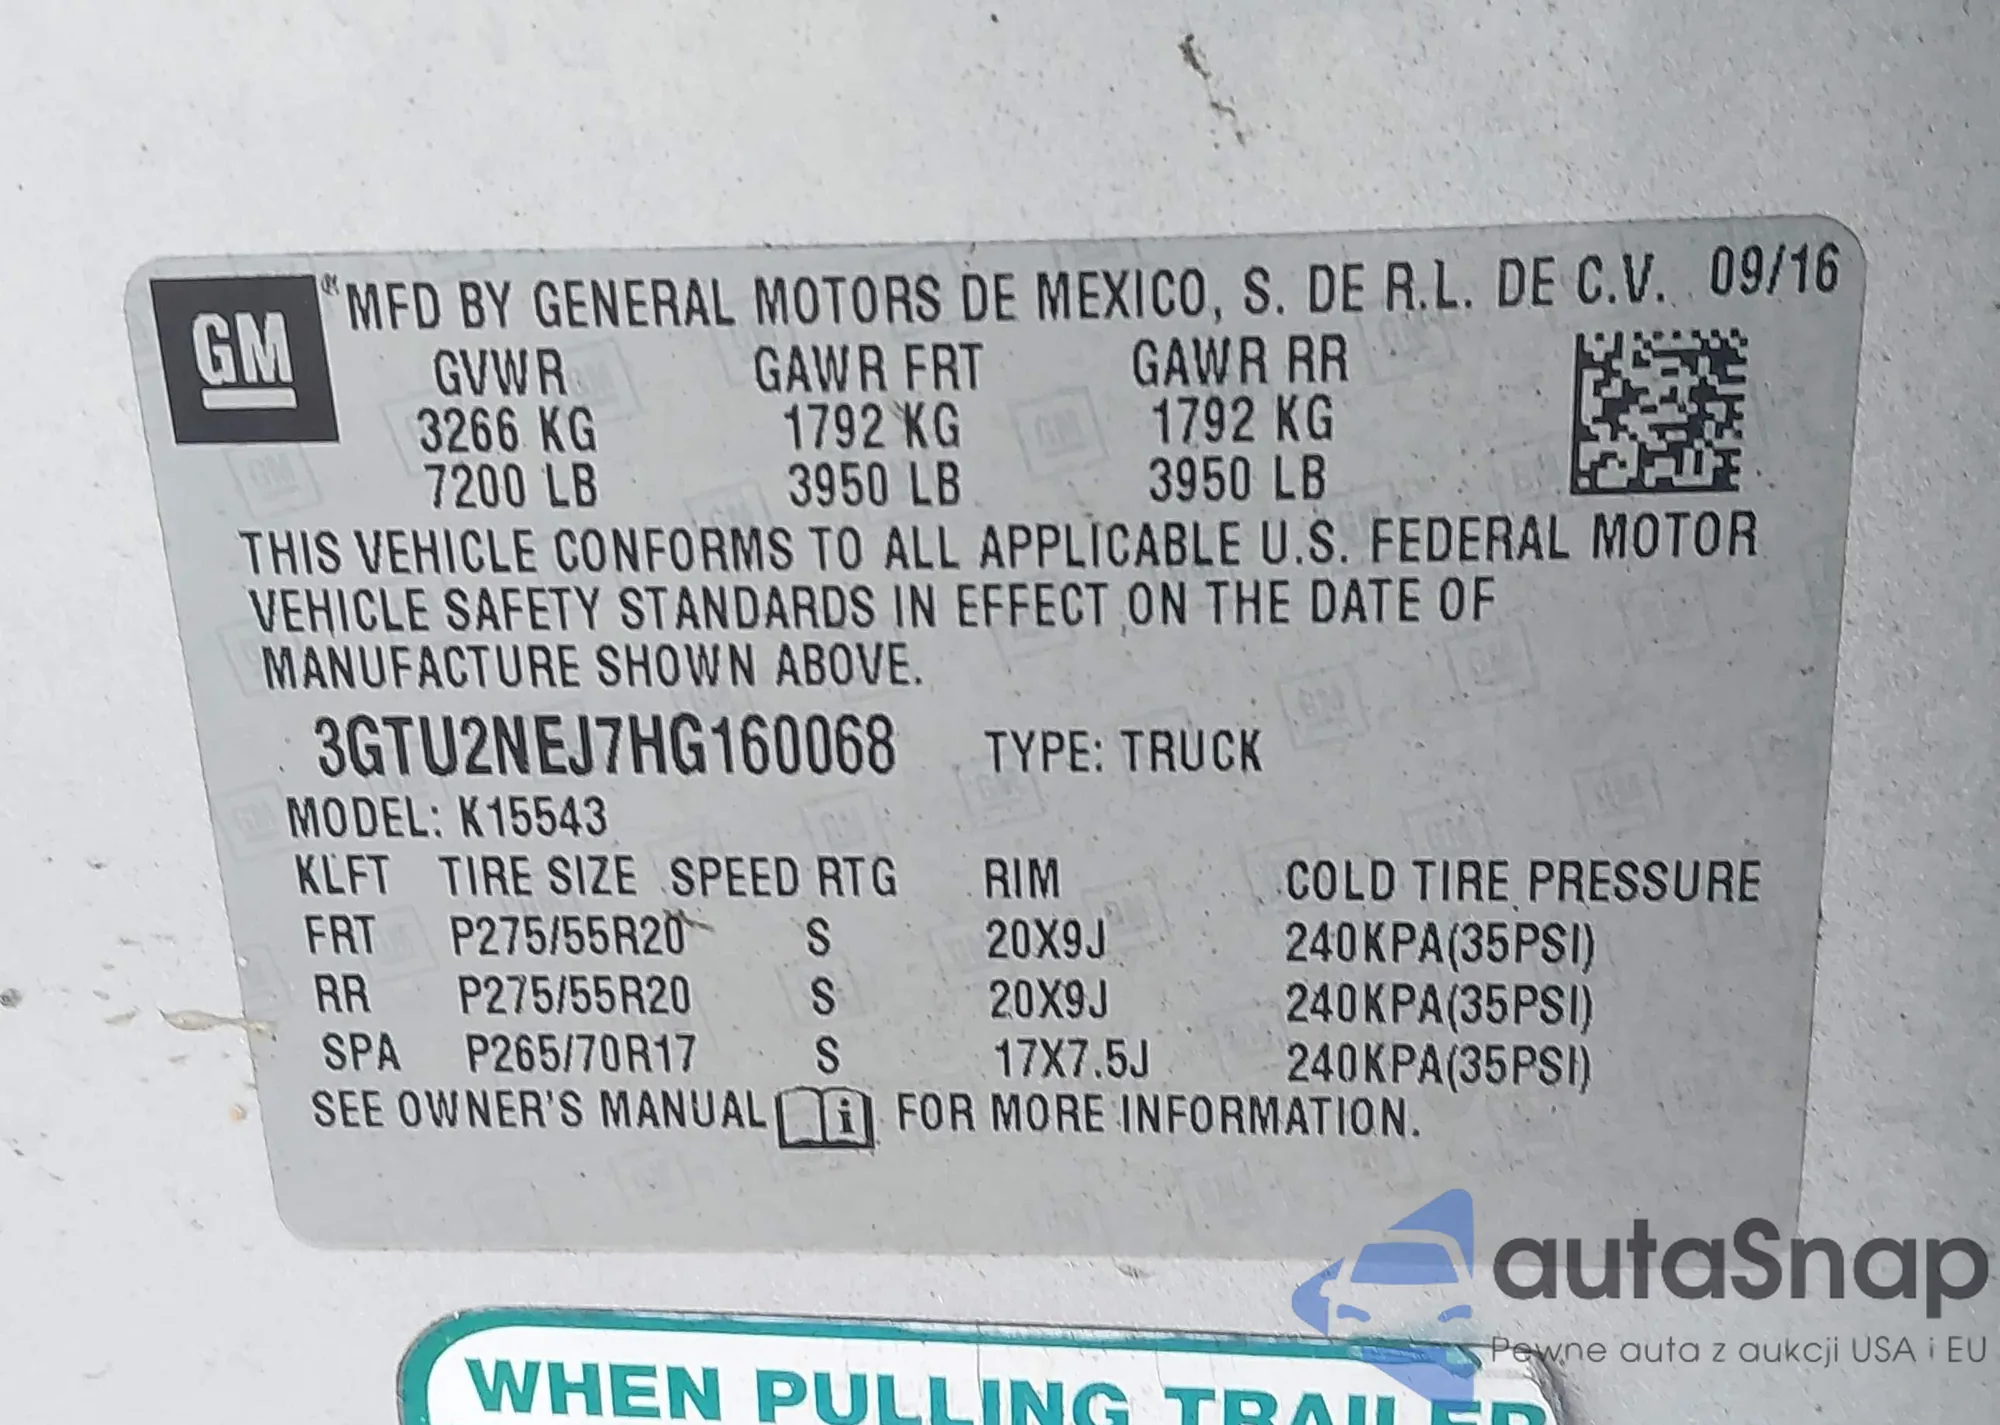 GM
MFD BY GENERAL MOTORS DE MEXICO, S. DE R.L. DE C.V. 09/16
GVWR GAWR FRT GAWR RR
3266 KG 1792 KG 1792 KG
7200 LB 3950 LB 3950 LB
THIS VEHICLE CONFORMS TO ALL APPLICABLE U.S. FEDERAL MOTOR
VEHICLE SAFETY STANDARDS IN EFFECT ON THE DATE OF
MANUFACTURE SHOWN ABOVE.
3GTU2NEJ7HG160068 TYPE: TRUCK
MODEL: K15543
KLFT TIRE SIZE SPEED RTG RIM COLD TIRE PRESSURE
FRT P275/55R20 S 20X9J 240KPA(35PSI)
RR P275/55R20 S 20X9J 240KPA(35PSI)
SPA P265/70R17 S 17X7.5J 240KPA(35PSI)
SEE OWNER'S MANUAL i FOR MORE INFORMATION.
autaSnap
Pewne auta z aukcji USA i EU
WHEN PULLING TRAILER